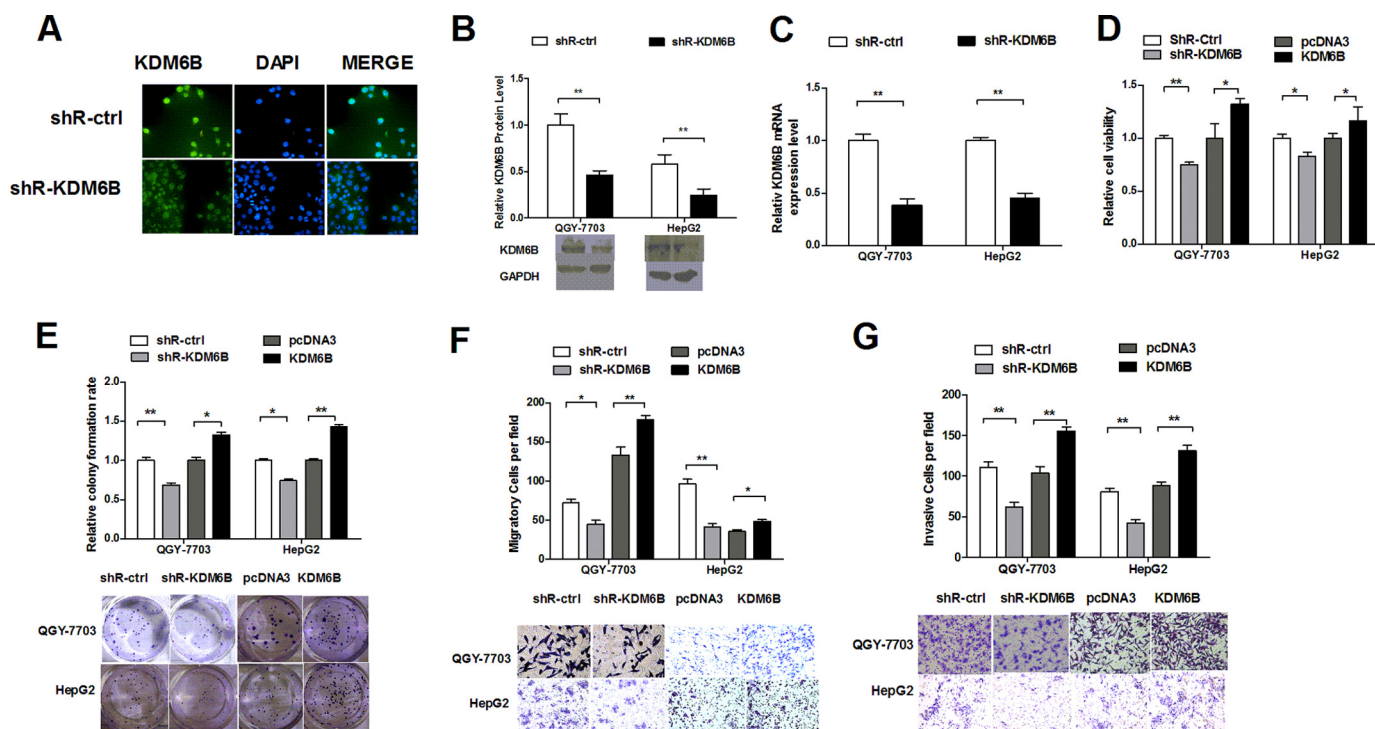 A
KDM6B DAPI MERGE
shR-ctrl
shR-KDM6B
B
shR-ctrl shR-KDM6B
Relative KDM6B Protein Level
1.5
1.0
0.5
0.0
**
**
QGY-7703 HepG2
KDM6B
GAPDH
C
shR-ctrl shR-KDM6B
Relativ KDM6B mRNA
expression level
1.5
1.0
0.5
0.0
** **
QGY-7703 HepG2
D
ShR-Ctrl pcDNA3
shR-KDM6B KDM6B
Relative cell viability
1.5
1.0
0.5
0.0
** * * *
QGY-7703 HepG2
E
shR-ctrl pcDNA3
shR-KDM6B KDM6B
Relative colony formation rate
2.0
1.5
1.0
0.5
0.0
** * * **
QGY-7703 HepG2
shR-ctrl shR-KDM6B pcDNA3 KDM6B
QGY-7703
HepG2
F
shR-ctrl pcDNA3
shR-KDM6B KDM6B
Migratory Cells per field
200
150
100
50
0
* ** ** *
QGY-7703 HepG2
shR-ctrl shR-KDM6B pcDNA3 KDM6B
QGY-7703
HepG2
G
shR-ctrl pcDNA3
shR-KDM6B KDM6B
Invasive Cells per field
200
150
100
50
0
** ** ** **
QGY-7703 HepG2
shR-ctrl shR-KDM6B pcDNA3 KDM6B
QGY-7703
HepG2